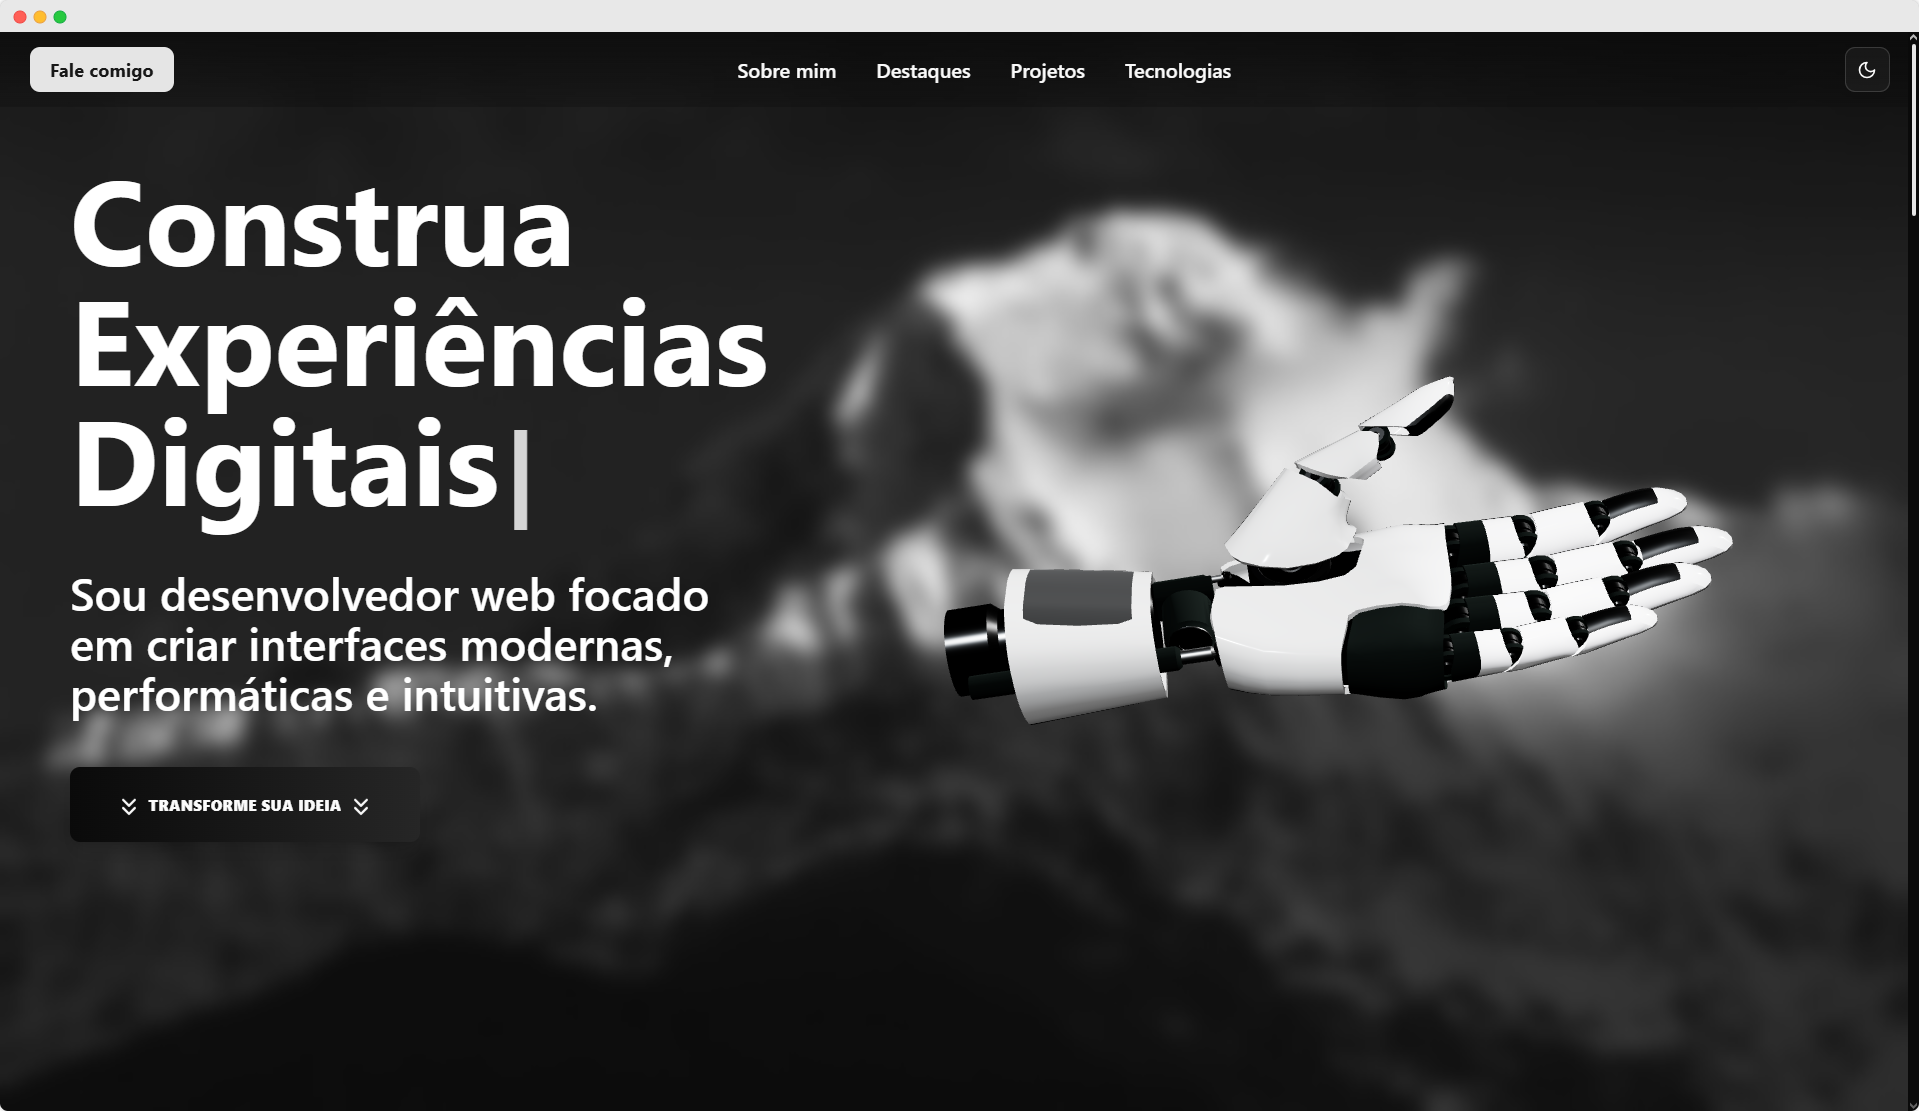 Fale comigo
Sobre mim
Destaques
Projetos
Tecnologias
Construa
Experiências
Digitais
Sou desenvolvedor web focado
em criar interfaces modernas,
performáticas e intuitivas.
TRANSFORME SUA IDEIA